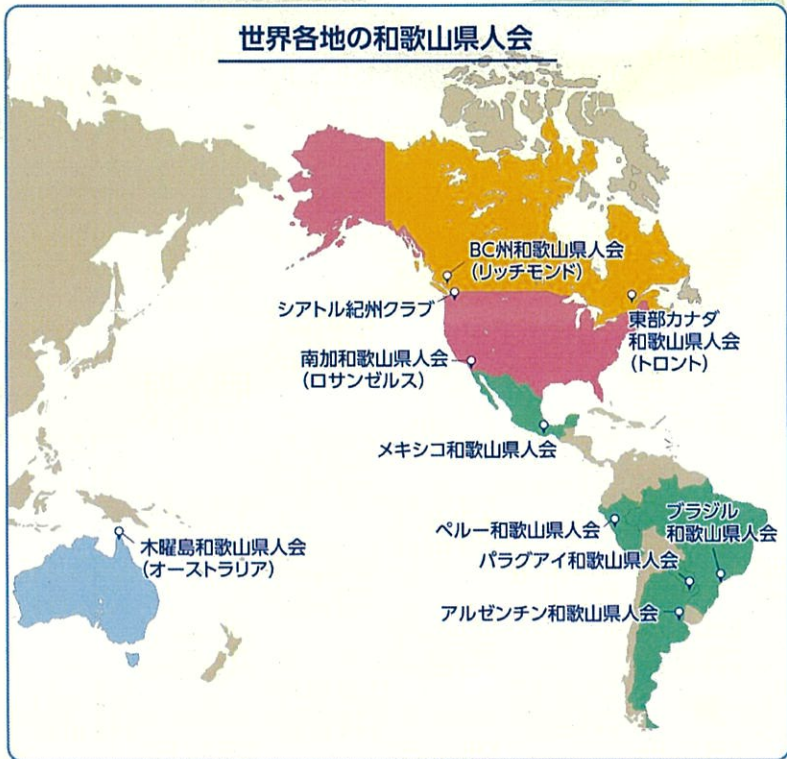 世界各地の和歌山県人会
BC州和歌山県人会
(リッチモンド)
シアトル紀州クラブ
東部カナダ
和歌山県人会
(トロント)
南加和歌山県人会
(ロサンゼルス)
メキシコ和歌山県人会
木曜島和歌山県人会
(オーストラリア)
ペルー和歌山県人会
ブラジル
和歌山県人会
パラグアイ和歌山県人会
アルゼンチン和歌山県人会